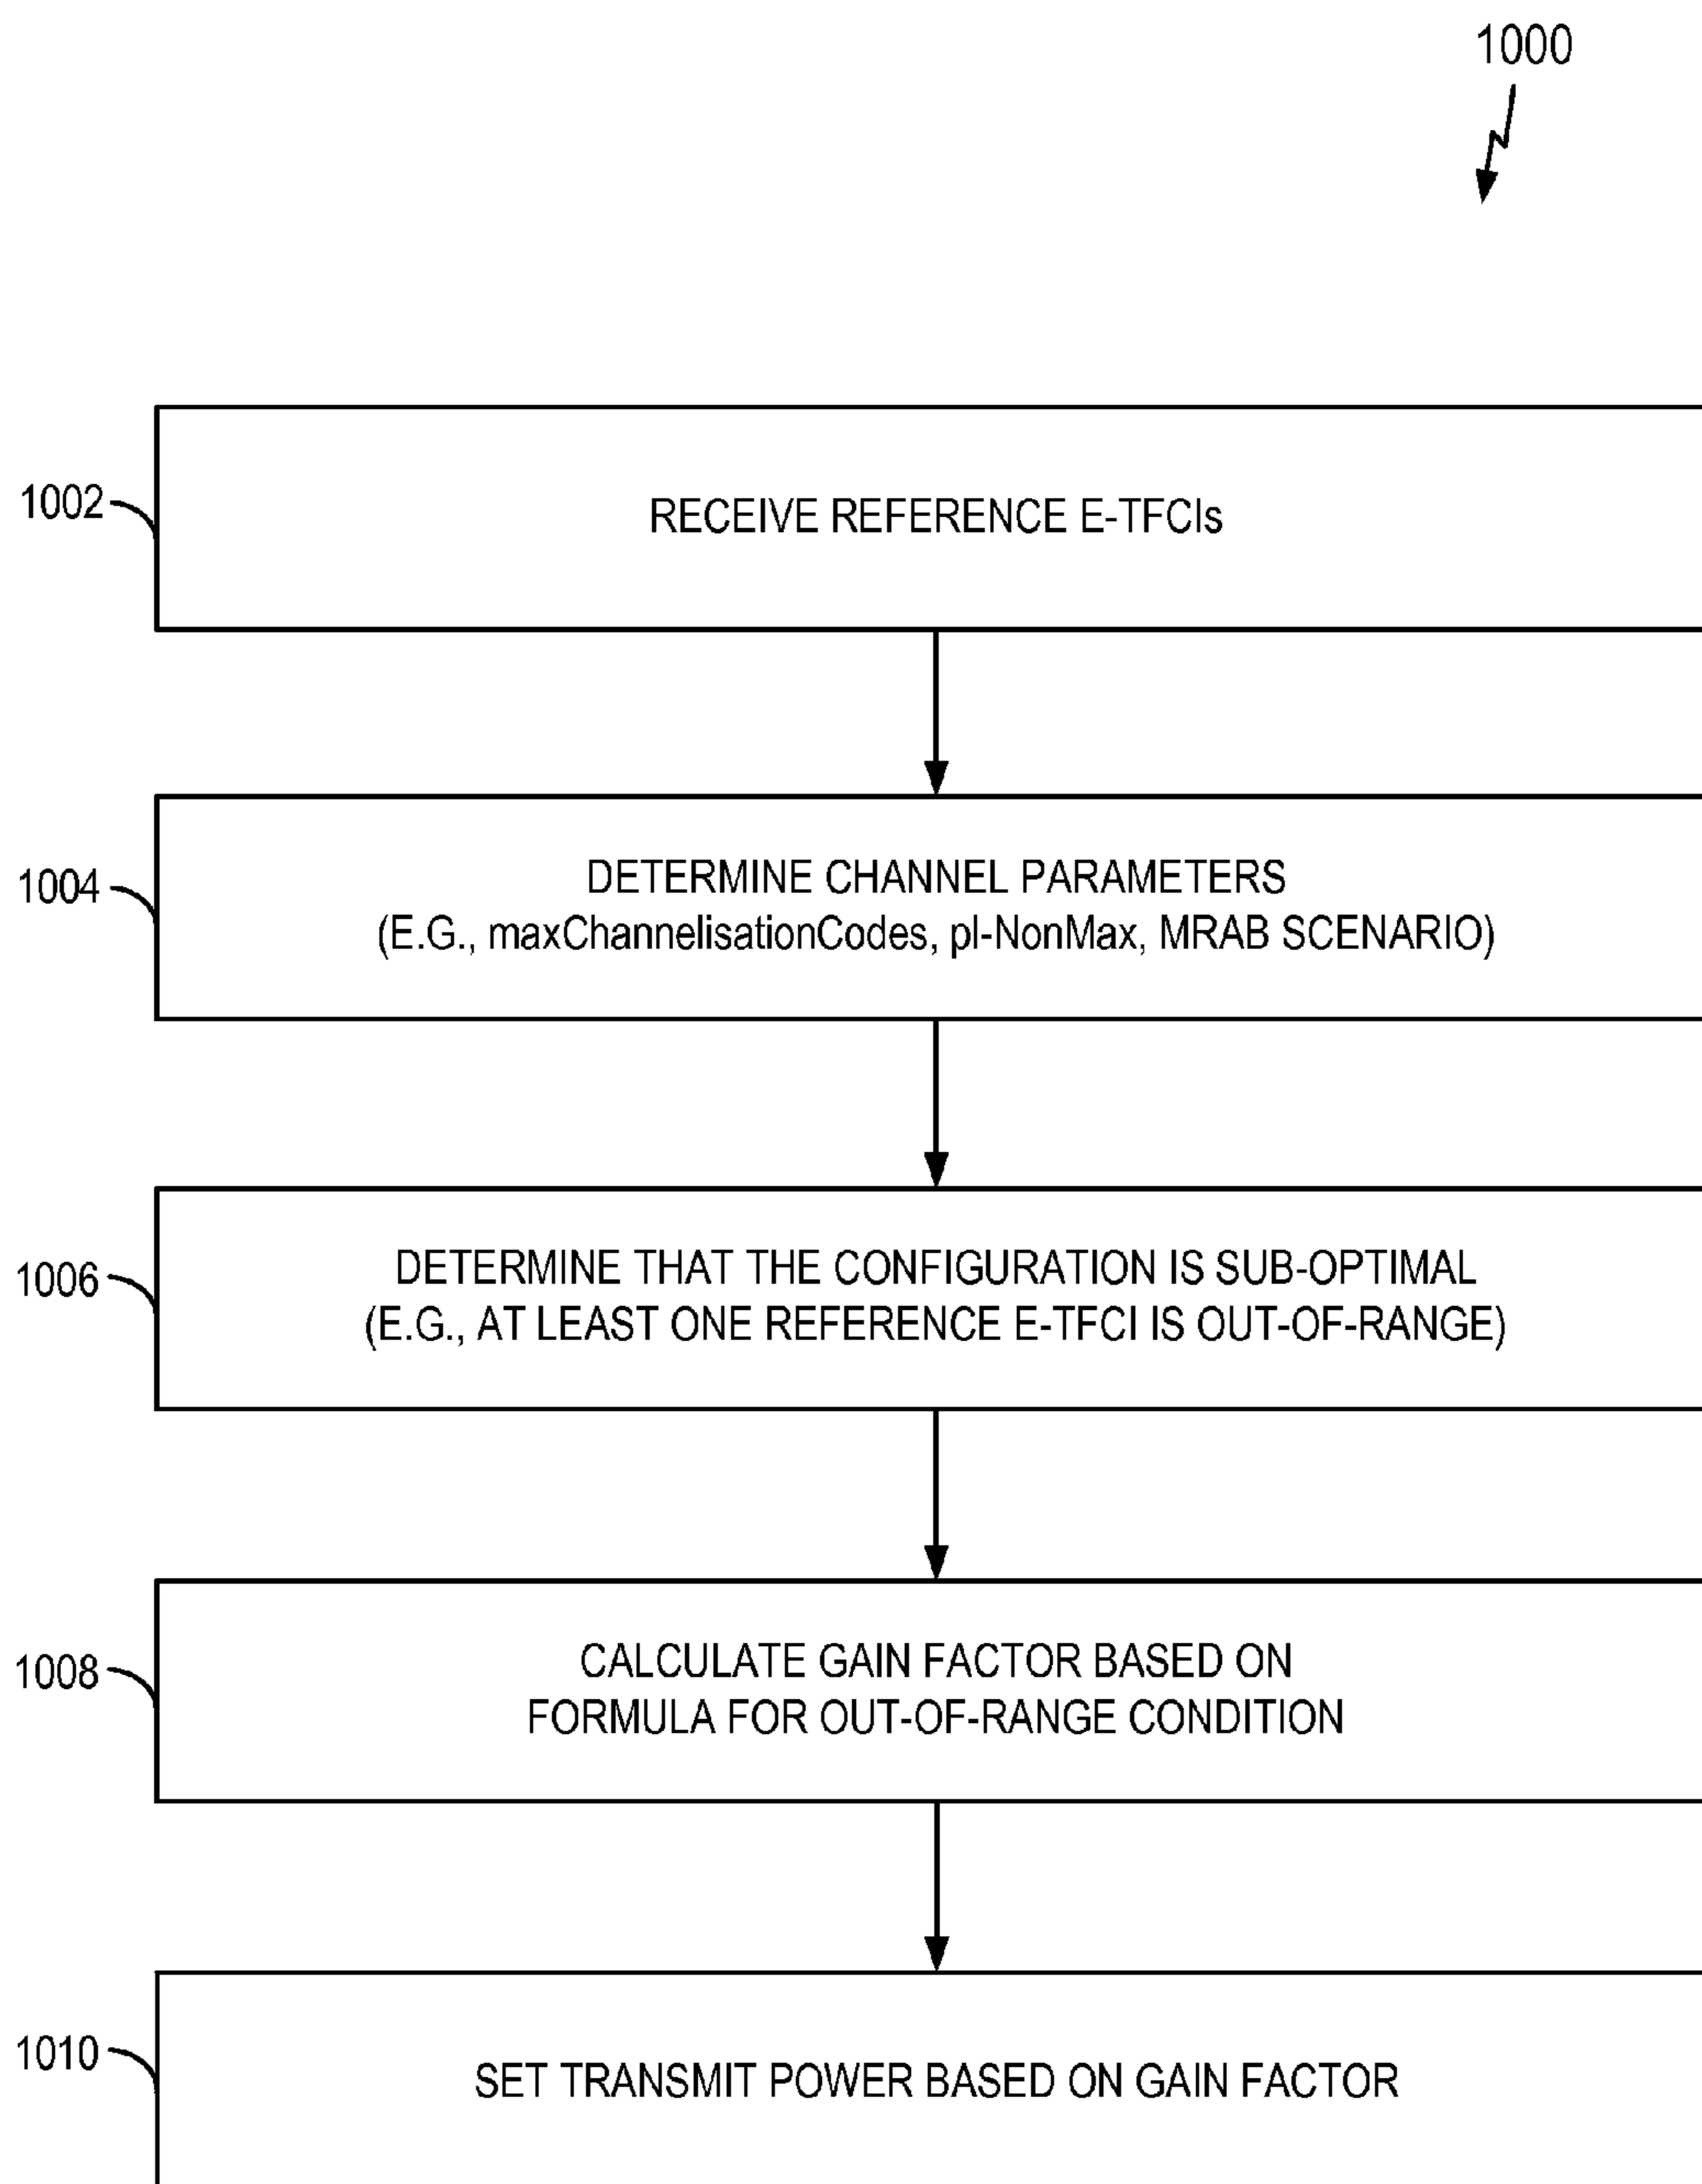 1000
1002
RECEIVE REFERENCE E-TFCIs
1004
DETERMINE CHANNEL PARAMETERS
(E.G., maxChannelisationCodes, pl-NonMax, MRAB SCENARIO)
1006
DETERMINE THAT THE CONFIGURATION IS SUB-OPTIMAL
(E.G., AT LEAST ONE REFERENCE E-TFCI IS OUT-OF-RANGE)
1008
CALCULATE GAIN FACTOR BASED ON
FORMULA FOR OUT-OF-RANGE CONDITION
1010
SET TRANSMIT POWER BASED ON GAIN FACTOR